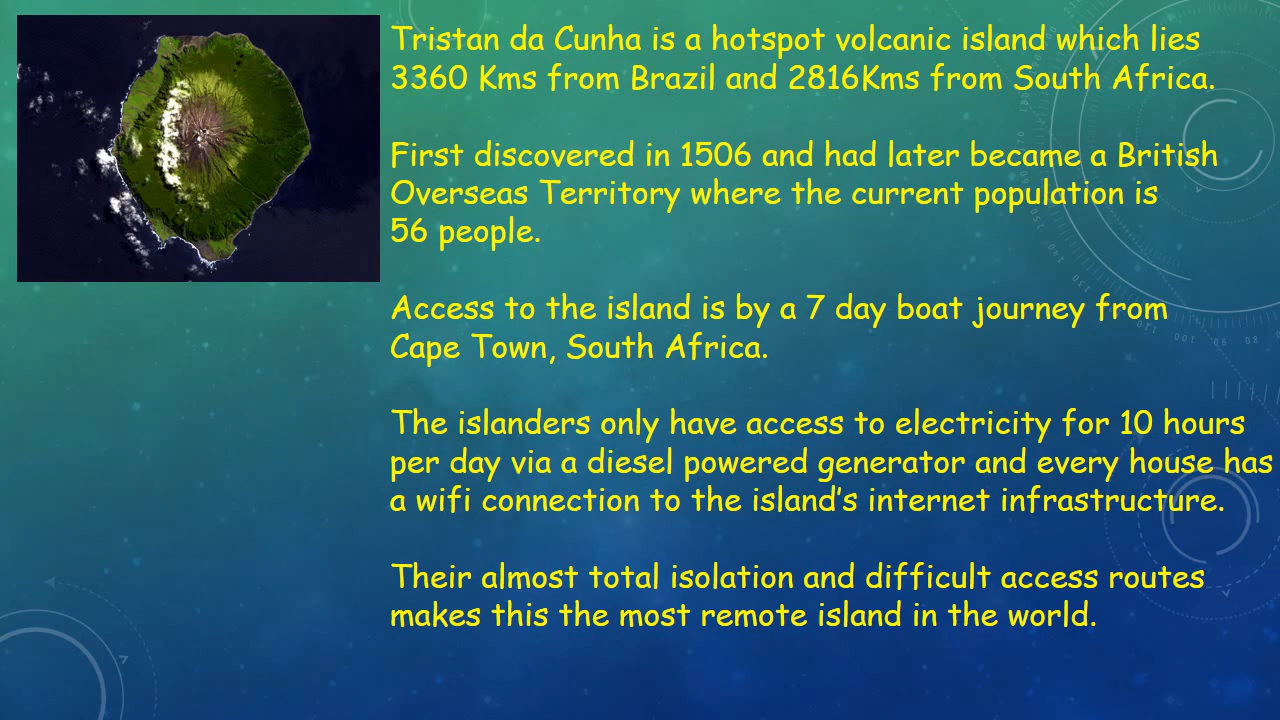 Tristan da Cunha is a hotspot volcanic island which lies
3360 Kms from Brazil and 2816Kms from South Africa.
First discovered in 1506 and had later became a British
Overseas Territory where the current population is
56 people.
Access to the island is by a 7 day boat journey from
Cape Town, South Africa.
The islanders only have access to electricity for 10 hours
per day via a diesel powered generator and every house has
a wifi connection to the island's internet infrastructure.
Their almost total isolation and difficult access routes
makes this the most remote island in the world.